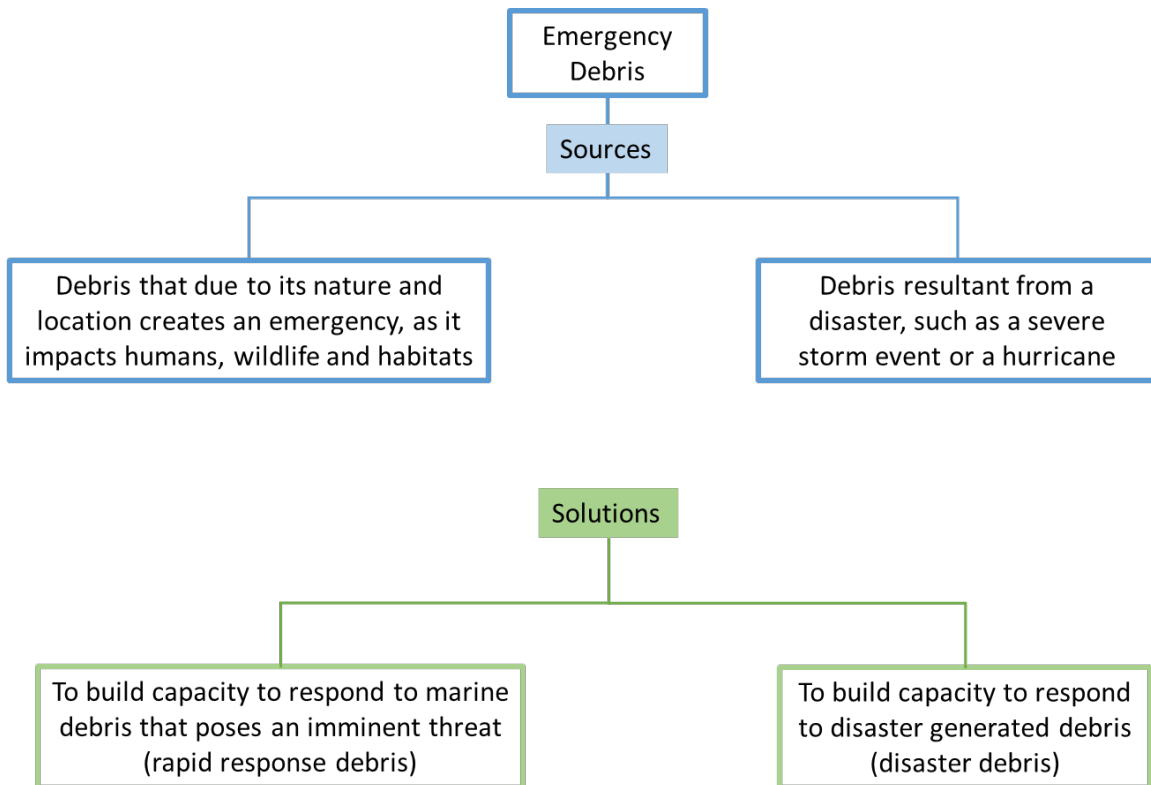 Emergency
Debris
Sources
Debris that due to its nature and
location creates an emergency, as it
impacts humans, wildlife and habitats
Debris resultant from a
disaster, such as a severe
storm event or a hurricane
Solutions
To build capacity to respond to marine
debris that poses an imminent threat
(rapid response debris)
To build capacity to respond
to disaster generated debris
(disaster debris)